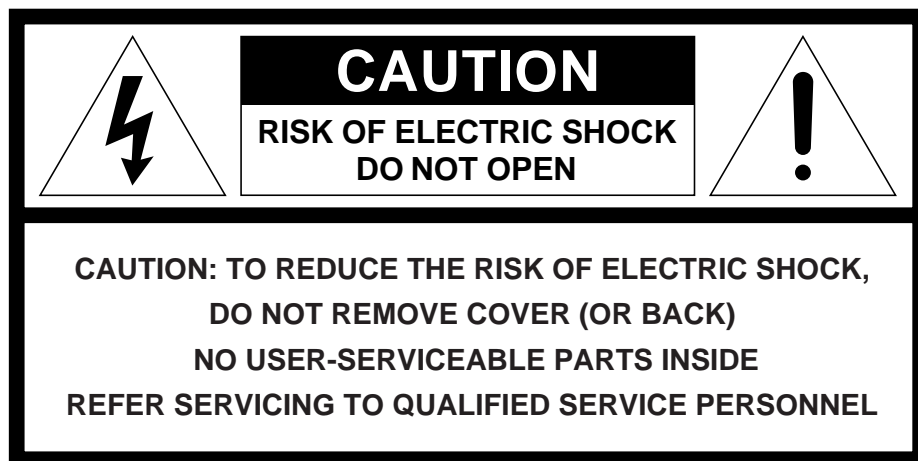 CAUTION
RISK OF ELECTRIC SHOCK
DO NOT OPEN
CAUTION: TO REDUCE THE RISK OF ELECTRIC SHOCK,
DO NOT REMOVE COVER (OR BACK)
NO USER-SERVICEABLE PARTS INSIDE
REFER SERVICING TO QUALIFIED SERVICE PERSONNEL